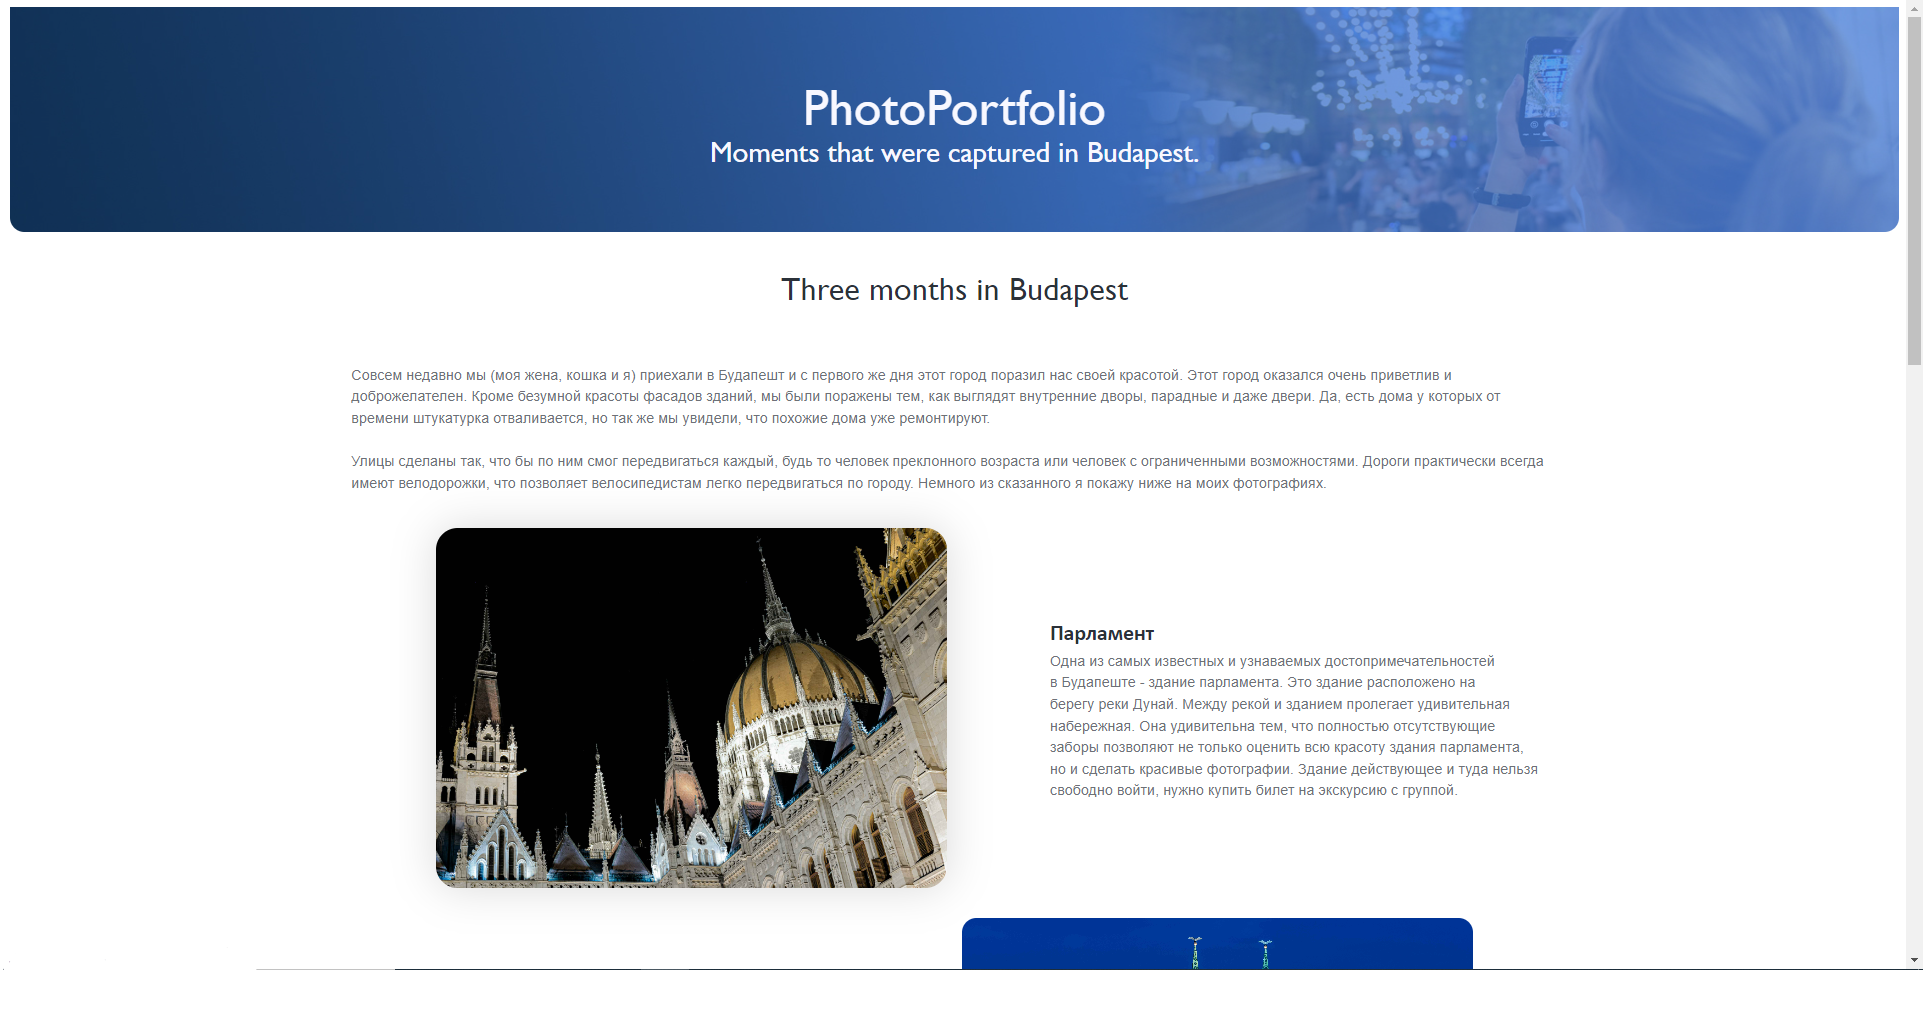 PhotoPortfolio
Moments that were captured in Budapest.
Three months in Budapest
Совсем недавно мы (моя жена, кошка и я) приехали в Будапешт и с первого же дня этот город поразил нас своей красотой. Этот город оказался очень приветлив и
доброжелателен. Кроме безумной красоты фасадов зданий, мы были поражены тем, как выглядят внутренние дворы, парадные и даже двери. Да, есть дома у которых от
времени штукатурка отваливается, но так же мы увидели, что похожие дома уже ремонтируют.
Улицы сделаны так, что бы по ним смог передвигаться каждый, будь то человек преклонного возраста или человек с ограниченными возможностями. Дороги практически всегда
имеют велодорожки, что позволяет велосипедистам легко передвигаться по городу. Немного из сказанного я покажу ниже на моих фотографиях.
Парламент
Одна из самых известных и узнаваемых достопримечательностей
в Будапеште - здание парламента. Это здание расположено на
берегу реки Дунай. Между рекой и зданием пролегает удивительная
набережная. Она удивительна тем, что полностью отсутствующие
заборы позволяют не только оценить всю красоту здания парламента,
но и сделать красивые фотографии. Здание действующее и туда нельзя
свободно войти, нужно купить билет на экскурсию с группой.